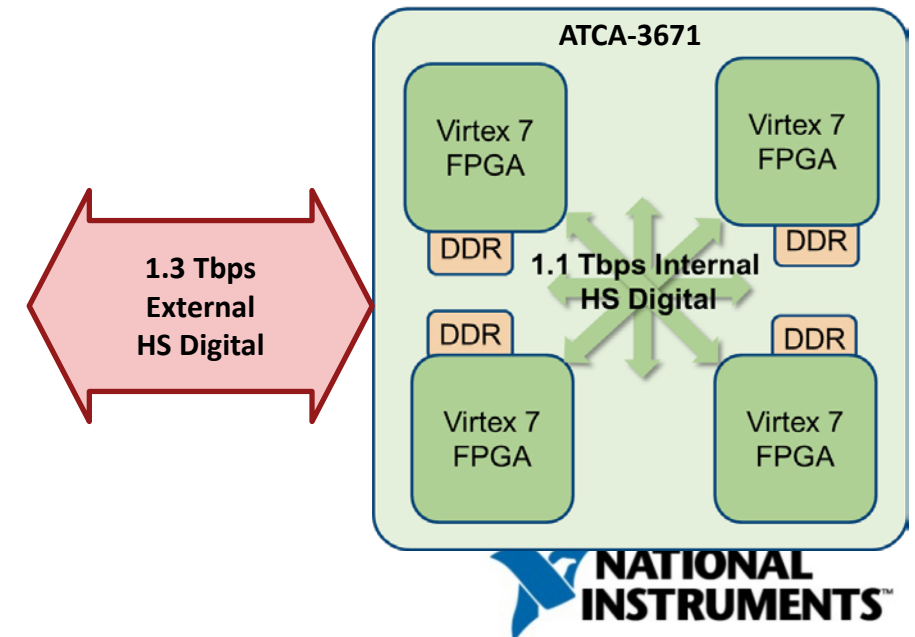 ATCA-3671
Virtex 7
FPGA
DDR
Virtex 7
FPGA
DDR
1.3 Tbps
External
HS Digital
1.1 Tbps Internal
HS Digital
DDR
Virtex 7
FPGA
DDR
Virtex 7
FPGA
NATIONAL
INSTRUMENTS™